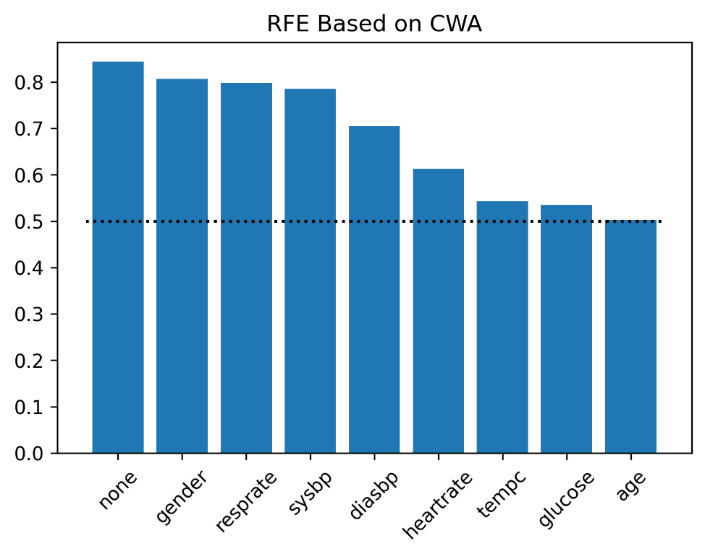 RFE Based on CWA
0.8
0.7
0.6
0.5
0.4
0.3
0.2
0.1
0.0
none
gender
resprate
sysbp
diasbp
heartrate
tempc
glucose
age